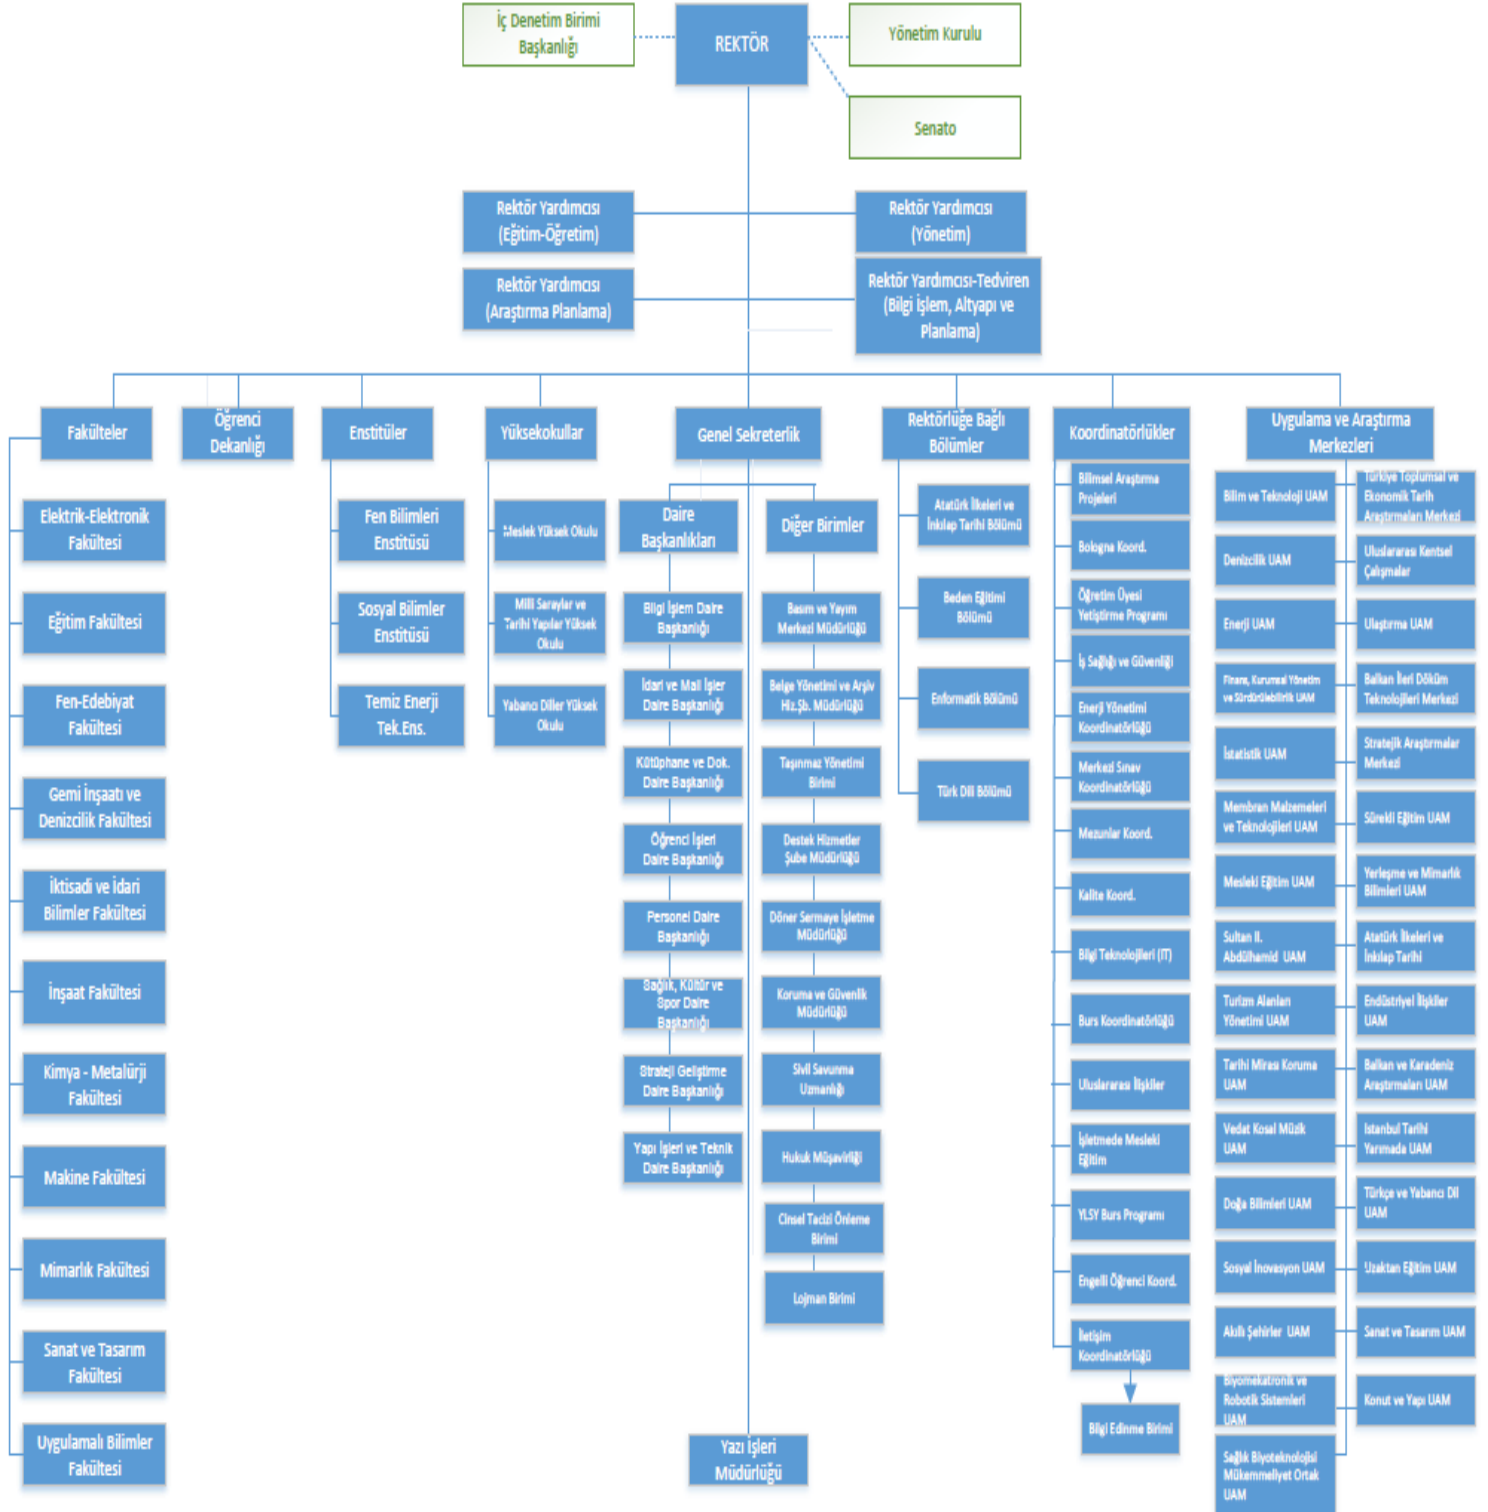 İç Denetim Birimi
Başkanlığı
REKTÖR
Yönetim Kurulu
Senato
Rektör Yardımcısı
(Eğitim-Öğretim)
Rektör Yardımcısı
(Yönetim)
Rektör Yardımcısı
(Araştırma Planlama)
Rektör Yardımcısı-Tedviren
(Bilgi İşlem, Altyapı ve
Planlama)
Fakülteler
Öğrenci
Dekanlığı
Enstitüler
Yüksekokullar
Genel Sekreterlik
Rektörlüğe Bağlı
Bölümler
Koordinatörlükler
Uygulama ve Araştırma
Merkezleri
Elektrik-Elektronik
Fakültesi
Eğitim Fakültesi
Fen-Edebiyat
Fakültesi
Gemi İnşaatı ve
Denizcilik Fakültesi
İktisadi ve İdari
Bilimler Fakültesi
İnşaat Fakültesi
Kimya - Metalürji
Fakültesi
Makine Fakültesi
Mimarlık Fakültesi
Sanat ve Tasarım
Fakültesi
Uygulamalı Bilimler
Fakültesi
Fen Bilimleri
Enstitüsü
Sosyal Bilimler
Enstitüsü
Temiz Enerji
Tek.Ens.
Meslek Yüksek Okulu
Milli Saraylar ve
Tarihi Yapılar Yüksek
Okulu
Yabancı Diller Yüksek
Okulu
Daire
Başkanlıkları
Bilgi İşlem Daire
Başkanlığı
İdari ve Mali İşler
Daire Başkanlığı
Kütüphane ve Dok.
Daire Başkanlığı
Öğrenci İşleri
Daire Başkanlığı
Personel Daire
Başkanlığı
Sağlık, Kültür ve
Spor Daire
Başkanlığı
Strateji Geliştirme
Daire Başkanlığı
Yapı İşleri ve Teknik
Daire Başkanlığı
Diğer Birimler
Basım ve Yayım
Merkezi Müdürlüğü
Belge Yönetimi ve Arşiv
Hiz.Şb. Müdürlüğü
Taşınmaz Yönetimi
Birimi
Destek Hizmetler
Şube Müdürlüğü
Döner Sermaye İşletme
Müdürlüğü
Koruma ve Güvenlik
Müdürlüğü
Sivil Savunma
Uzmanlığı
Hukuk Müşavirliği
Cinsel Tacizi Önleme
Birimi
Lojman Birimi
Yazı İşleri
Müdürlüğü
Atatürk İlkeleri ve
İnkılap Tarihi Bölümü
Beden Eğitimi
Bölümü
Enformatik Bölümü
Türk Dili Bölümü
Bilimsel Araştırma
Projeleri
Bologna Koord.
Öğretim Üyesi
Yetiştirme Programı
İş Sağlığı ve Güvenliği
Enerji Yönetimi
Koordinatörlüğü
Merkezi Sınav
Koordinatörlüğü
Mezunlar Koord.
Kalite Koord.
Bilgi Teknolojileri (IT)
Burs Koordinatörlüğü
Uluslararası İlişkiler
İşletmede Mesleki
Eğitim
YLSY Burs Programı
Engelli Öğrenci Koord.
İletişim
Koordinatörlüğü
Bilgi Edinme Birimi
Bilim ve Teknoloji UAM
Denizcilik UAM
Enerji UAM
Finans, Kurumsal Yönetim
ve Sürdürülebilirlik UAM
İstatistik UAM
Membran Malzemeleri
ve Teknolojileri UAM
Mesleki Eğitim UAM
Sultan II.
Abdülhamid UAM
Turizm Alanları
Yönetimi UAM
Tarihi Mirası Koruma
UAM
Vedat Kosal Müzik
UAM
Doğa Bilimleri UAM
Sosyal İnovasyon UAM
Akıllı Şehirler UAM
Biyomekatronik ve
Robotik Sistemleri
UAM
Sağlık Biyoteknolojisi
Mükemmeliyet Ortak
UAM
Türkiye Toplumsal ve
Ekonomik Tarih
Araştırmaları Merkezi
Uluslararası Kentsel
Çalışmalar
Ulaştırma UAM
Balkan İleri Döküm
Teknolojileri Merkezi
Stratejik Araştırmalar
Merkezi
Sürekli Eğitim UAM
Yerleşme ve Mimarlık
Bilimleri UAM
Atatürk İlkeleri ve
İnkılap Tarihi
Endüstriyel İlişkiler
UAM
Balkan ve Karadeniz
Araştırmaları UAM
Istanbul Tarihi
Yarımada UAM
Türkçe ve Yabancı Dil
UAM
Uzaktan Eğitim UAM
Sanat ve Tasarım UAM
Konut ve Yapı UAM